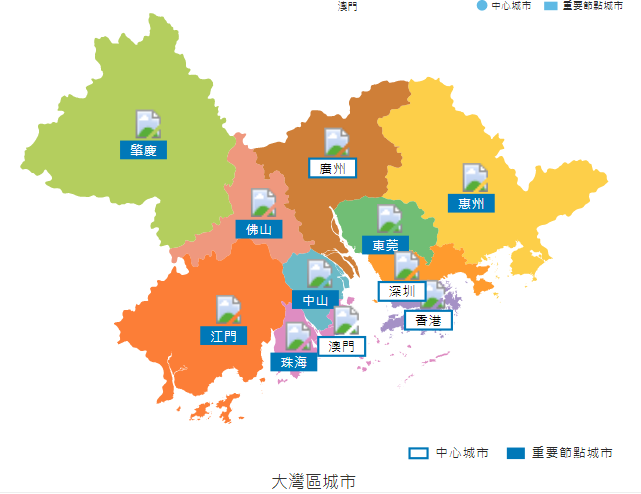 澳門
中心城市
重要節點城市
肇慶
廣州
惠州
佛山
東莞
深圳
中山
香港
江門
澳門
珠海
中心城市
重要節點城市
大灣區城市